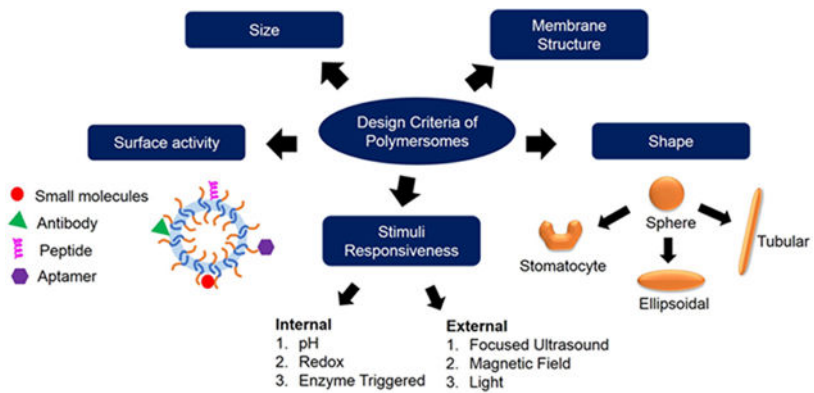 Size
Membrane
Structure
Design Criteria of
Polymersomes
Surface activity
Shape
Small molecules
Antibody
Peptide
Aptamer
Stimuli
Responsiveness
Sphere
Stomatocyte
Tubular
Ellipsoidal
Internal
1. pH
2. Redox
3. Enzyme Triggered
External
1. Focused Ultrasound
2. Magnetic Field
3. Light